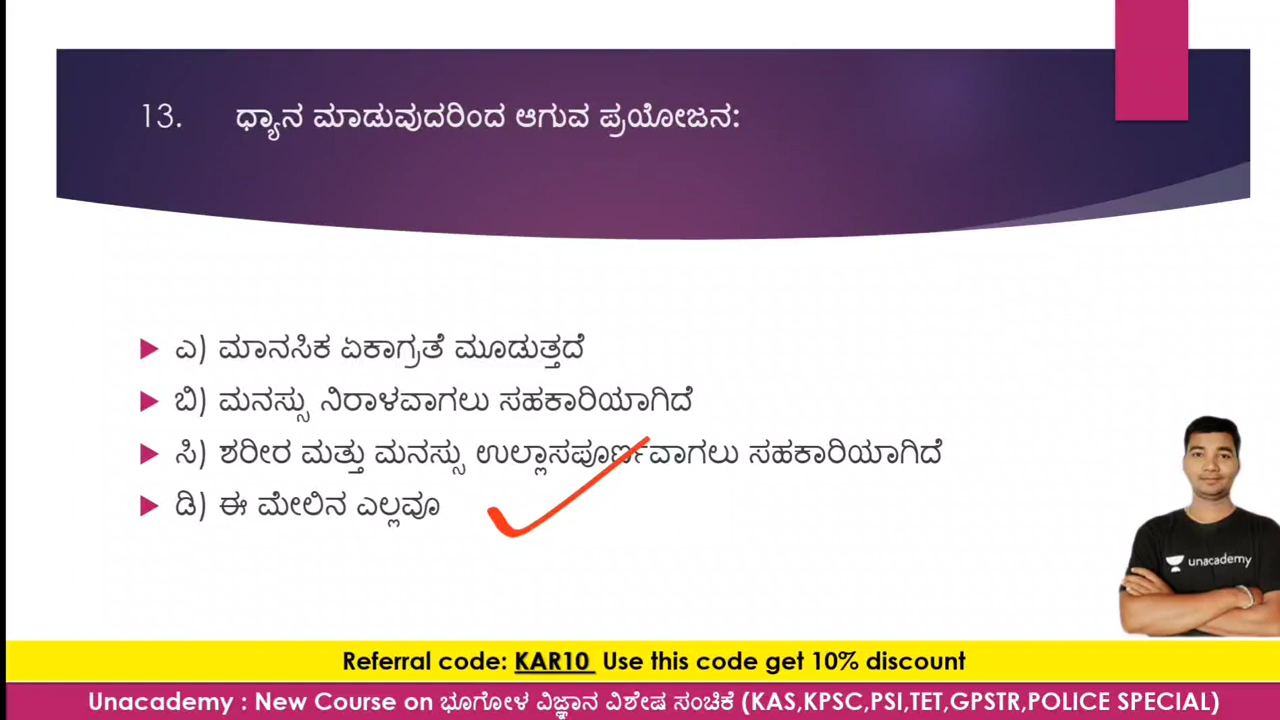 13. ಧ್ಯಾನ ಮಾಡುವುದರಿಂದ ಆಗುವ ಪ್ರಯೋಜನ:
ಎ) ಮಾನಸಿಕ ಏಕಾಗ್ರತೆ ಮೂಡುತ್ತದೆ
ಬಿ) ಮನಸ್ಸು ನಿರಾಳವಾಗಲು ಸಹಕಾರಿಯಾಗಿದೆ
ಸಿ) ಶರೀರ ಮತ್ತು ಮನಸ್ಸು ಉಲ್ಲಾಸಪೂರ್ಣವಾಗಲು ಸಹಕಾರಿಯಾಗಿದೆ
ಡಿ) ಈ ಮೇಲಿನ ಎಲ್ಲವೂ
unacademy
Referral code: KAR10 Use this code get 10% discount
Unacademy : New Course on ಭೂಗೋಳ ವಿಜ್ಞಾನ ವಿಶೇಷ ಸಂಚಿಕೆ (KAS,KPSC,PSI,TET,GPSTR,POLICE SPECIAL)